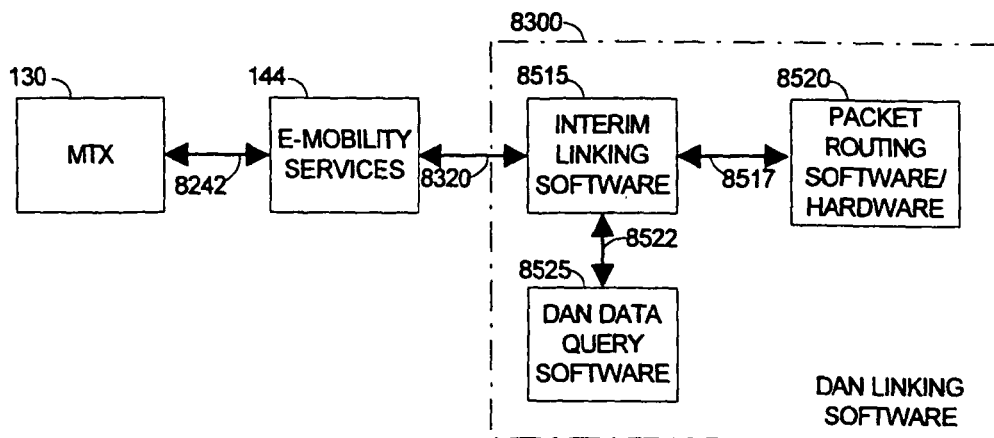 8300
130
144
8515
8520
MTX
E-MOBILITY
SERVICES
INTERIM
LINKING
SOFTWARE
PACKET
ROUTING
SOFTWARE/
HARDWARE
8242
8320
8517
8522
8525
DAN DATA
QUERY
SOFTWARE
DAN LINKING
SOFTWARE